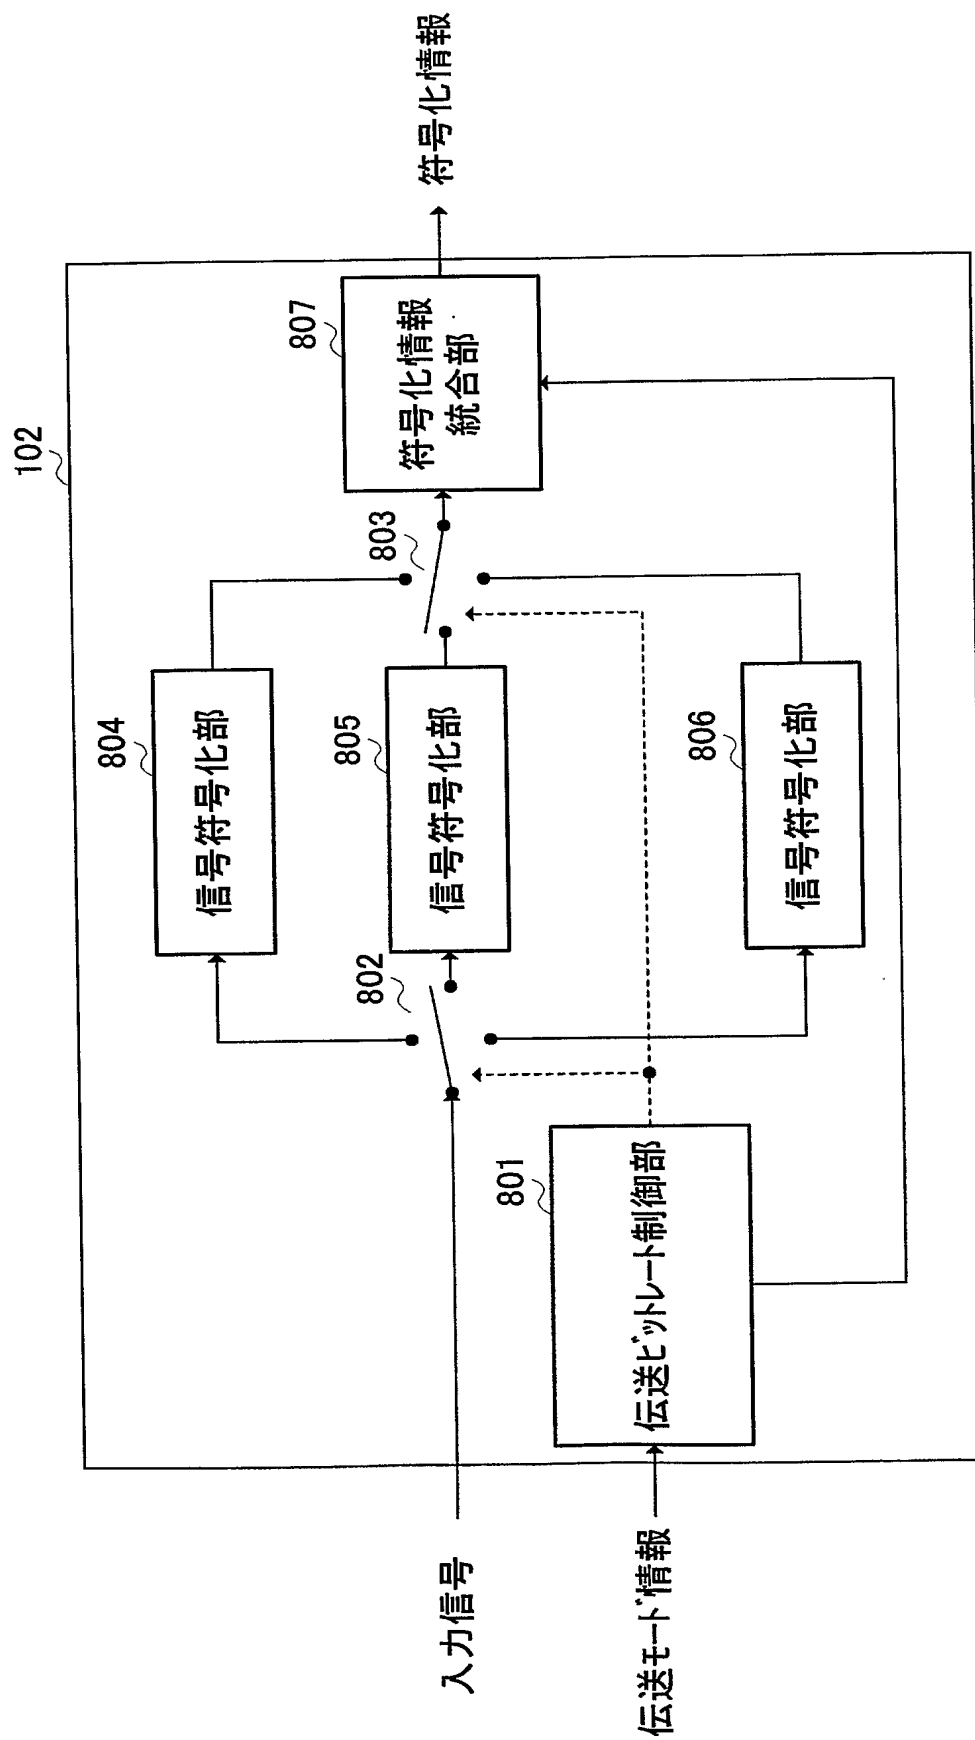 102
804
信号符号化部
802
803
807
805
信号符号化部
符号化情報
統合部
符号化情報
入力信号
801
伝送ビットレート制御部
806
信号符号化部
伝送モード情報